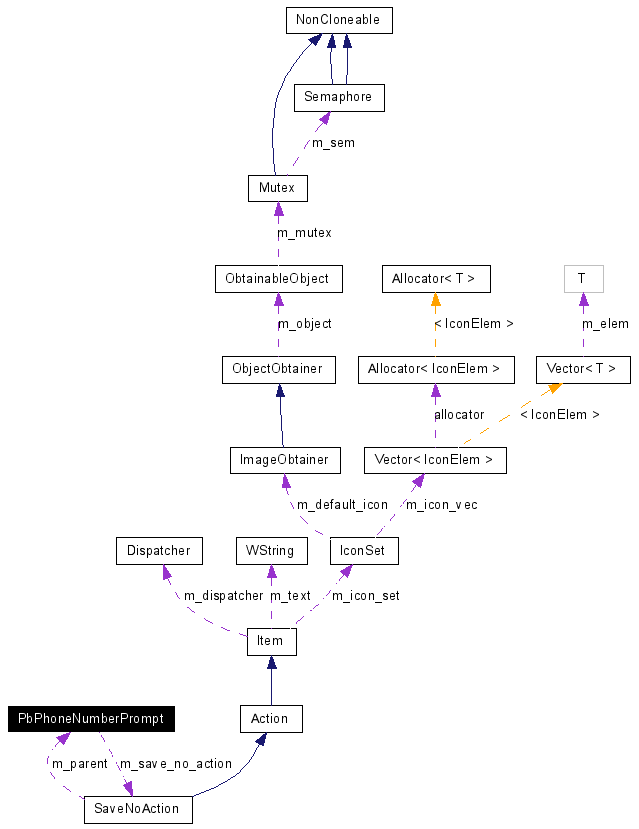 NonCloneable
Semaphore
m_sem
Mutex
m_mutex
ObtainableObject
Allocator< T >
T
m_object
< IconElem >
m_elem
ObjectObtainer
Allocator< IconElem >
Vector< T >
allocator
< IconElem >
ImageObtainer
Vector< IconElem >
m_default_icon
m_icon_vec
Dispatcher
WString
IconSet
m_dispatcher
m_text
m_icon_set
Item
PbPhoneNumberPrompt
Action
m_parent
m_save_no_action
SaveNoAction